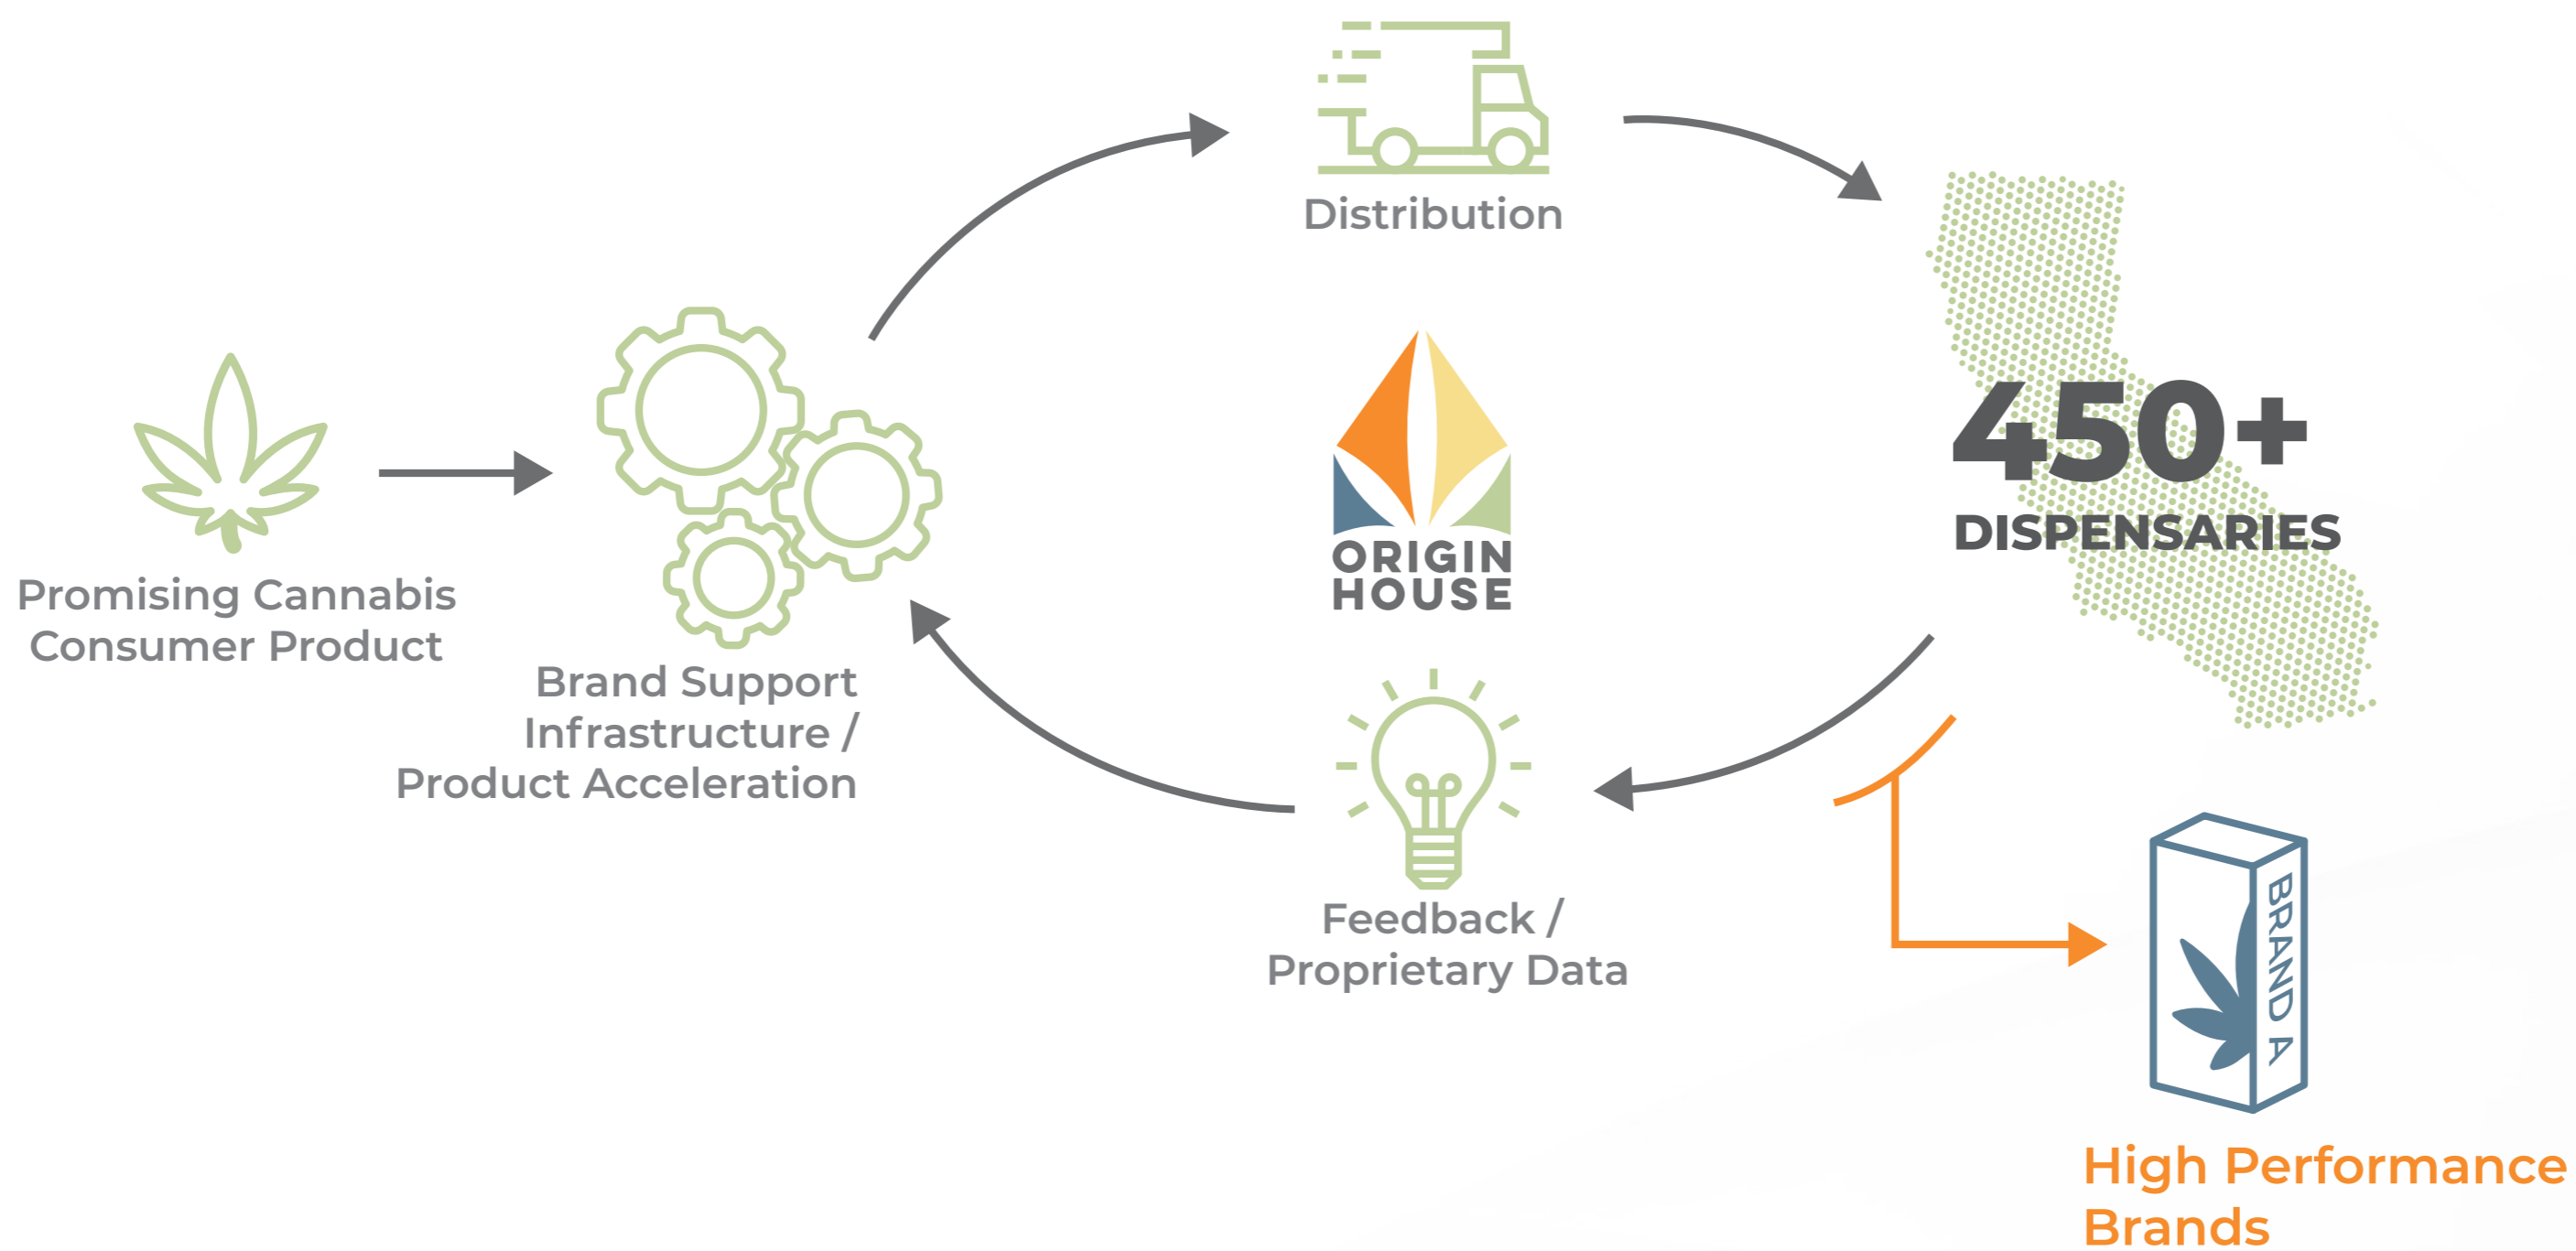 Distribution
450+
DISPENSARIES
ORIGIN
HOUSE
Promising Cannabis
Consumer Product
Brand Support
Infrastructure /
Product Acceleration
Feedback /
Proprietary Data
BRAND A
High Performance
Brands